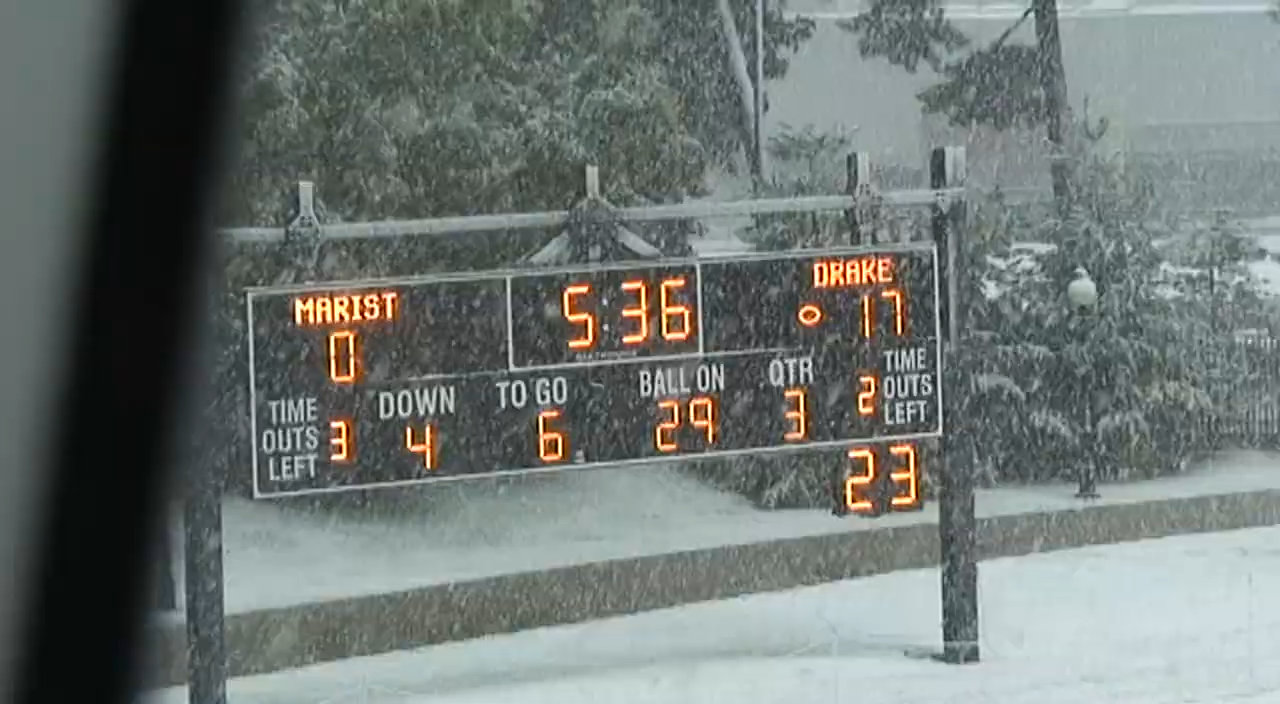 MARIST
5:36
DRAKE
0
17
TIME OUTS LEFT 3
DOWN 4
TO GO 6
BALL ON 29
QTR 3
2 TIME OUTS LEFT
23